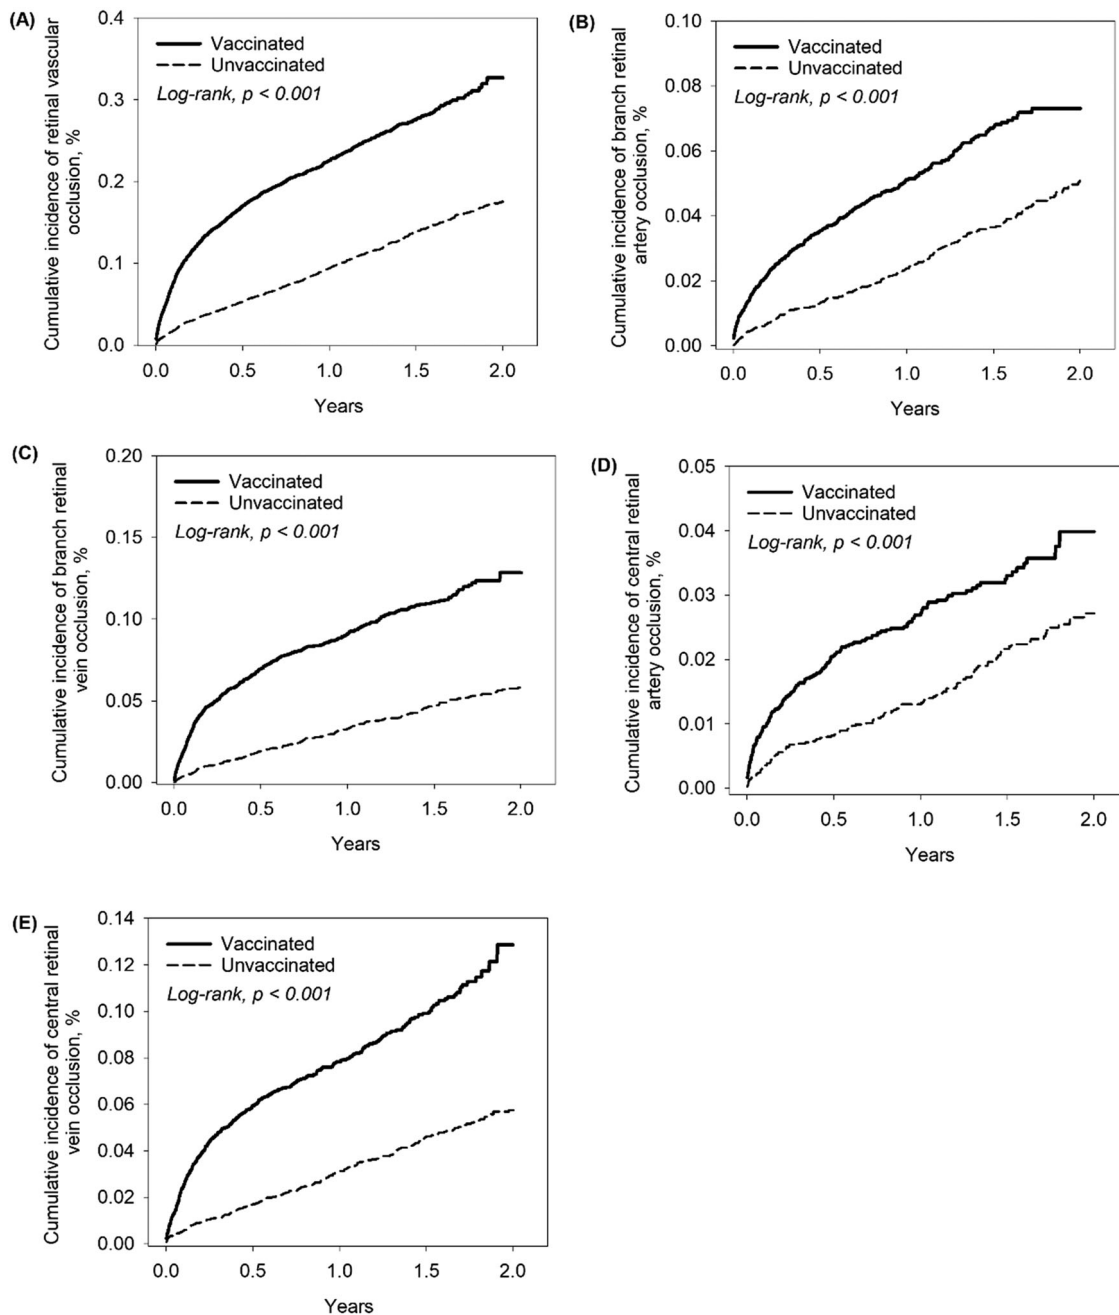 (A)
Cumulative incidence of retinal vascular
occlusion, %
0.4
0.3
0.2
0.1
0.0
Vaccinated
Unvaccinated
Log-rank, p < 0.001
0.0 0.5 1.0 1.5 2.0
Years
(B)
Cumulative incidence of branch retinal
artery occlusion, %
0.10
0.08
0.06
0.04
0.02
0.00
Vaccinated
Unvaccinated
Log-rank, p < 0.001
0.0 0.5 1.0 1.5 2.0
Years
(C)
Cumulative incidence of branch retinal
vein occlusion, %
0.20
0.15
0.10
0.05
0.00
Vaccinated
Unvaccinated
Log-rank, p < 0.001
0.0 0.5 1.0 1.5 2.0
Years
(D)
Cumulative incidence of central retinal
artery occlusion, %
0.05
0.04
0.03
0.02
0.01
0.00
Vaccinated
Unvaccinated
Log-rank, p < 0.001
0.0 0.5 1.0 1.5 2.0
Years
(E)
Cumulative incidence of central retinal
vein occlusion, %
0.14
0.12
0.10
0.08
0.06
0.04
0.02
0.00
Vaccinated
Unvaccinated
Log-rank, p < 0.001
0.0 0.5 1.0 1.5 2.0
Years